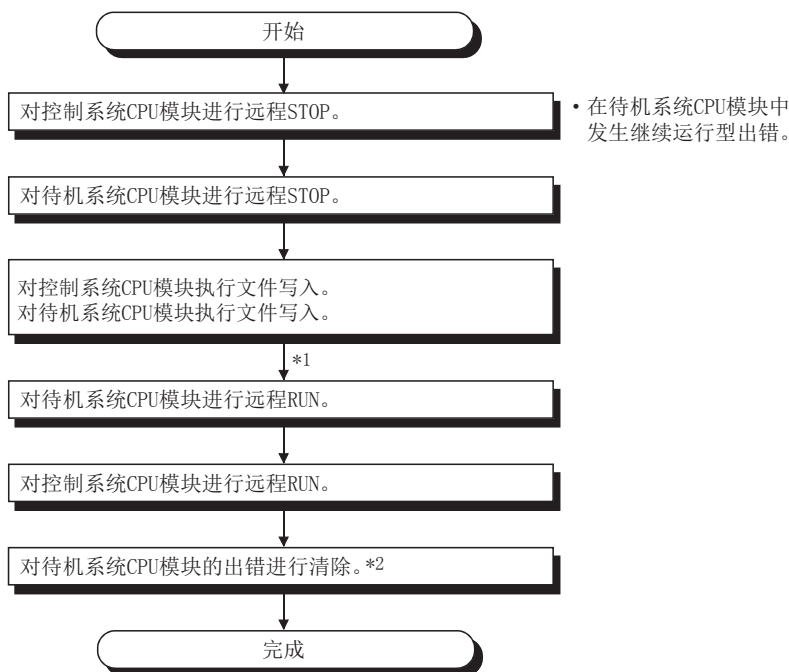 开始
对控制系统CPU模块进行远程STOP。
• 在待机系统CPU模块中
发生继续运行型出错。
对待机系统CPU模块进行远程STOP。
对控制系统CPU模块执行文件写入。
对待机系统CPU模块执行文件写入。
*1
对待机系统CPU模块进行远程RUN。
对控制系统CPU模块进行远程RUN。
对待机系统CPU模块的出错进行清除。*2
完成